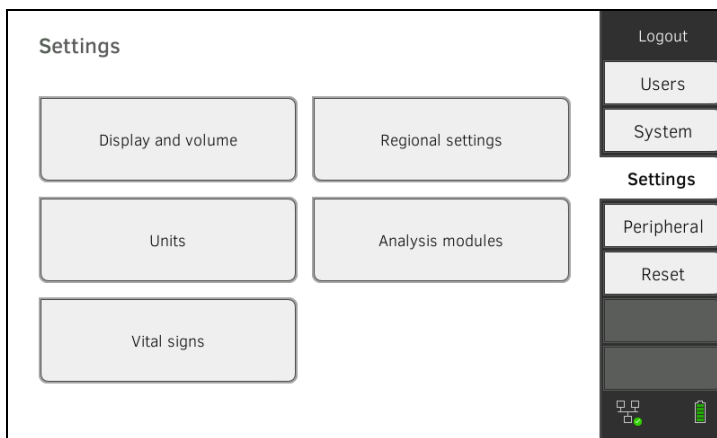 Settings
Display and volume
Regional settings
Units
Analysis modules
Vital signs
Logout
Users
System
Settings
Peripheral
Reset